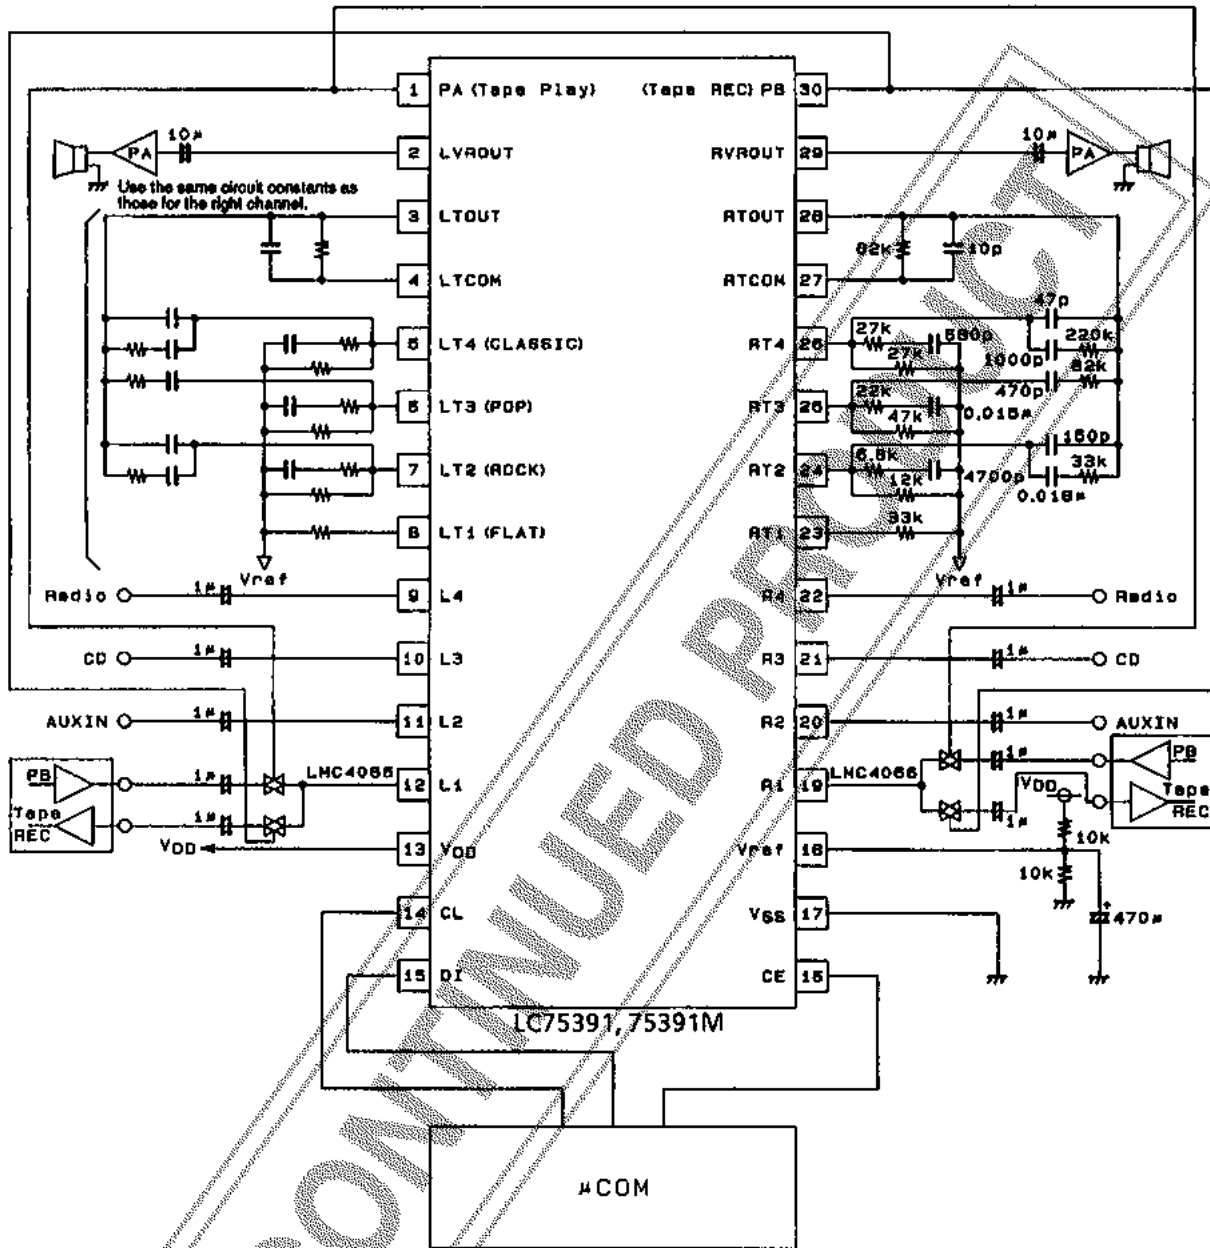 1 PA (Tape Play) (Tape REC) PB 30
PA 10μ 2 LVROUT RVROUT 29 10μ PA
Use the same circuit constants as
those for the right channel.
3 LTOUT RTOUT 28
82k 10p
4 LTCOM RTCOM 27
47p
27k 220k
5 LT4 (CLASSIC) RT4 26
27k 1000p 82k
470p
22k
6 LT3 (POP) RT3 25 0.015μ
47k
150p
33k
7 LT2 (ROCK) RT2 24 4700p
12k
33k
8 LT1 (FLAT) RT1 23
Vref Vref
Radio 1μ 9 L4 R4 22 1μ Radio
CD 1μ 10 L3 R3 21 1μ CD
AUXIN 1μ 11 L2 R2 20 1μ AUXIN
PB 1μ LHC4066 12 L1 R1 19 LHC4066 1μ PB
Tape
REC 1μ VDD 1μ Tape
REC
VDD 13 VDD Vref 18 10k
10k
14 CL VSS 17 470μ
15 DI CE 16
LC75391, 75391M
μCOM
CONTINUED PRODUCT